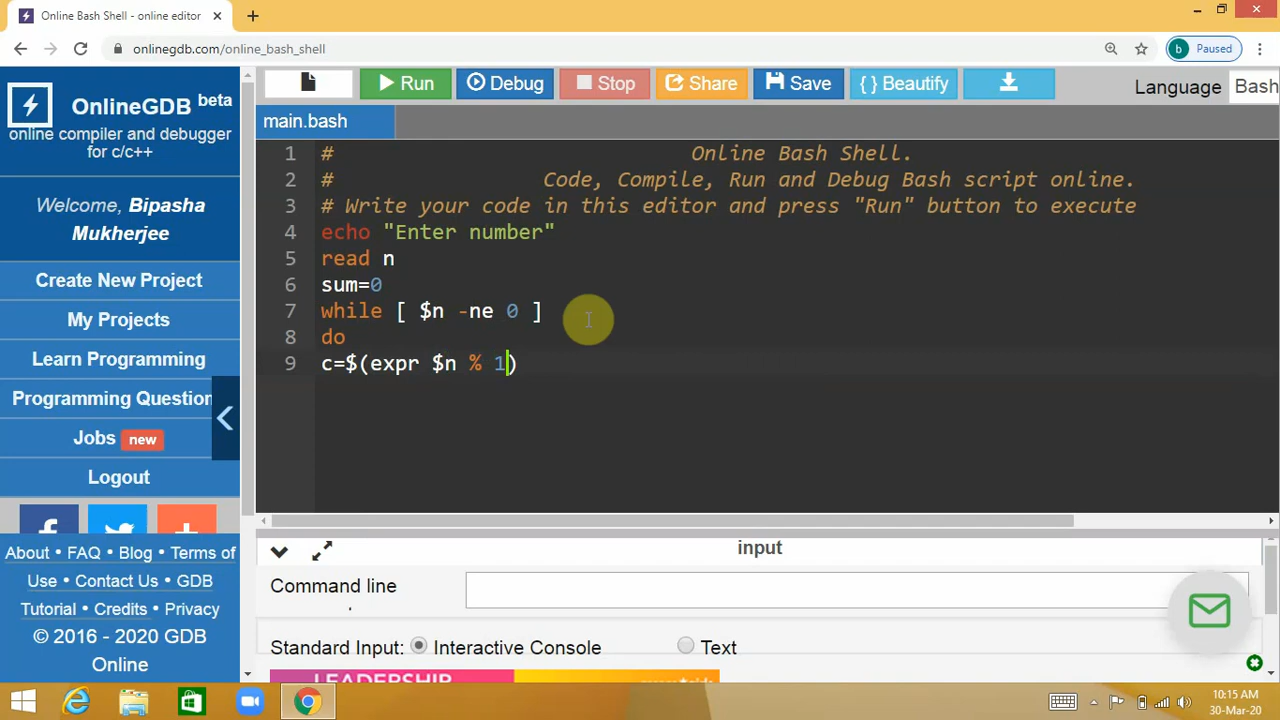 Online Bash Shell - online editor
onlinegdb.com/online_bash_shell
b Paused
OnlineGDB beta
online compiler and debugger
for c/c++
Welcome, Bipasha
Mukherjee
Create New Project
My Projects
Learn Programming
Programming Question
Jobs new
Logout
About • FAQ • Blog • Terms of
Use • Contact Us • GDB
Tutorial • Credits • Privacy
© 2016 - 2020 GDB
Online
Run Debug Stop Share Save { } Beautify Language Bash
main.bash
1 # Online Bash Shell.
2 # Code, Compile, Run and Debug Bash script online.
3 # Write your code in this editor and press "Run" button to execute
4 echo "Enter number"
5 read n
6 sum=0
7 while [ $n -ne 0 ]
8 do
9 c=$(expr $n % 1)
input
Command line
Standard Input: Interactive Console Text
LEADERSHIP
10:15 AM
30-Mar-20